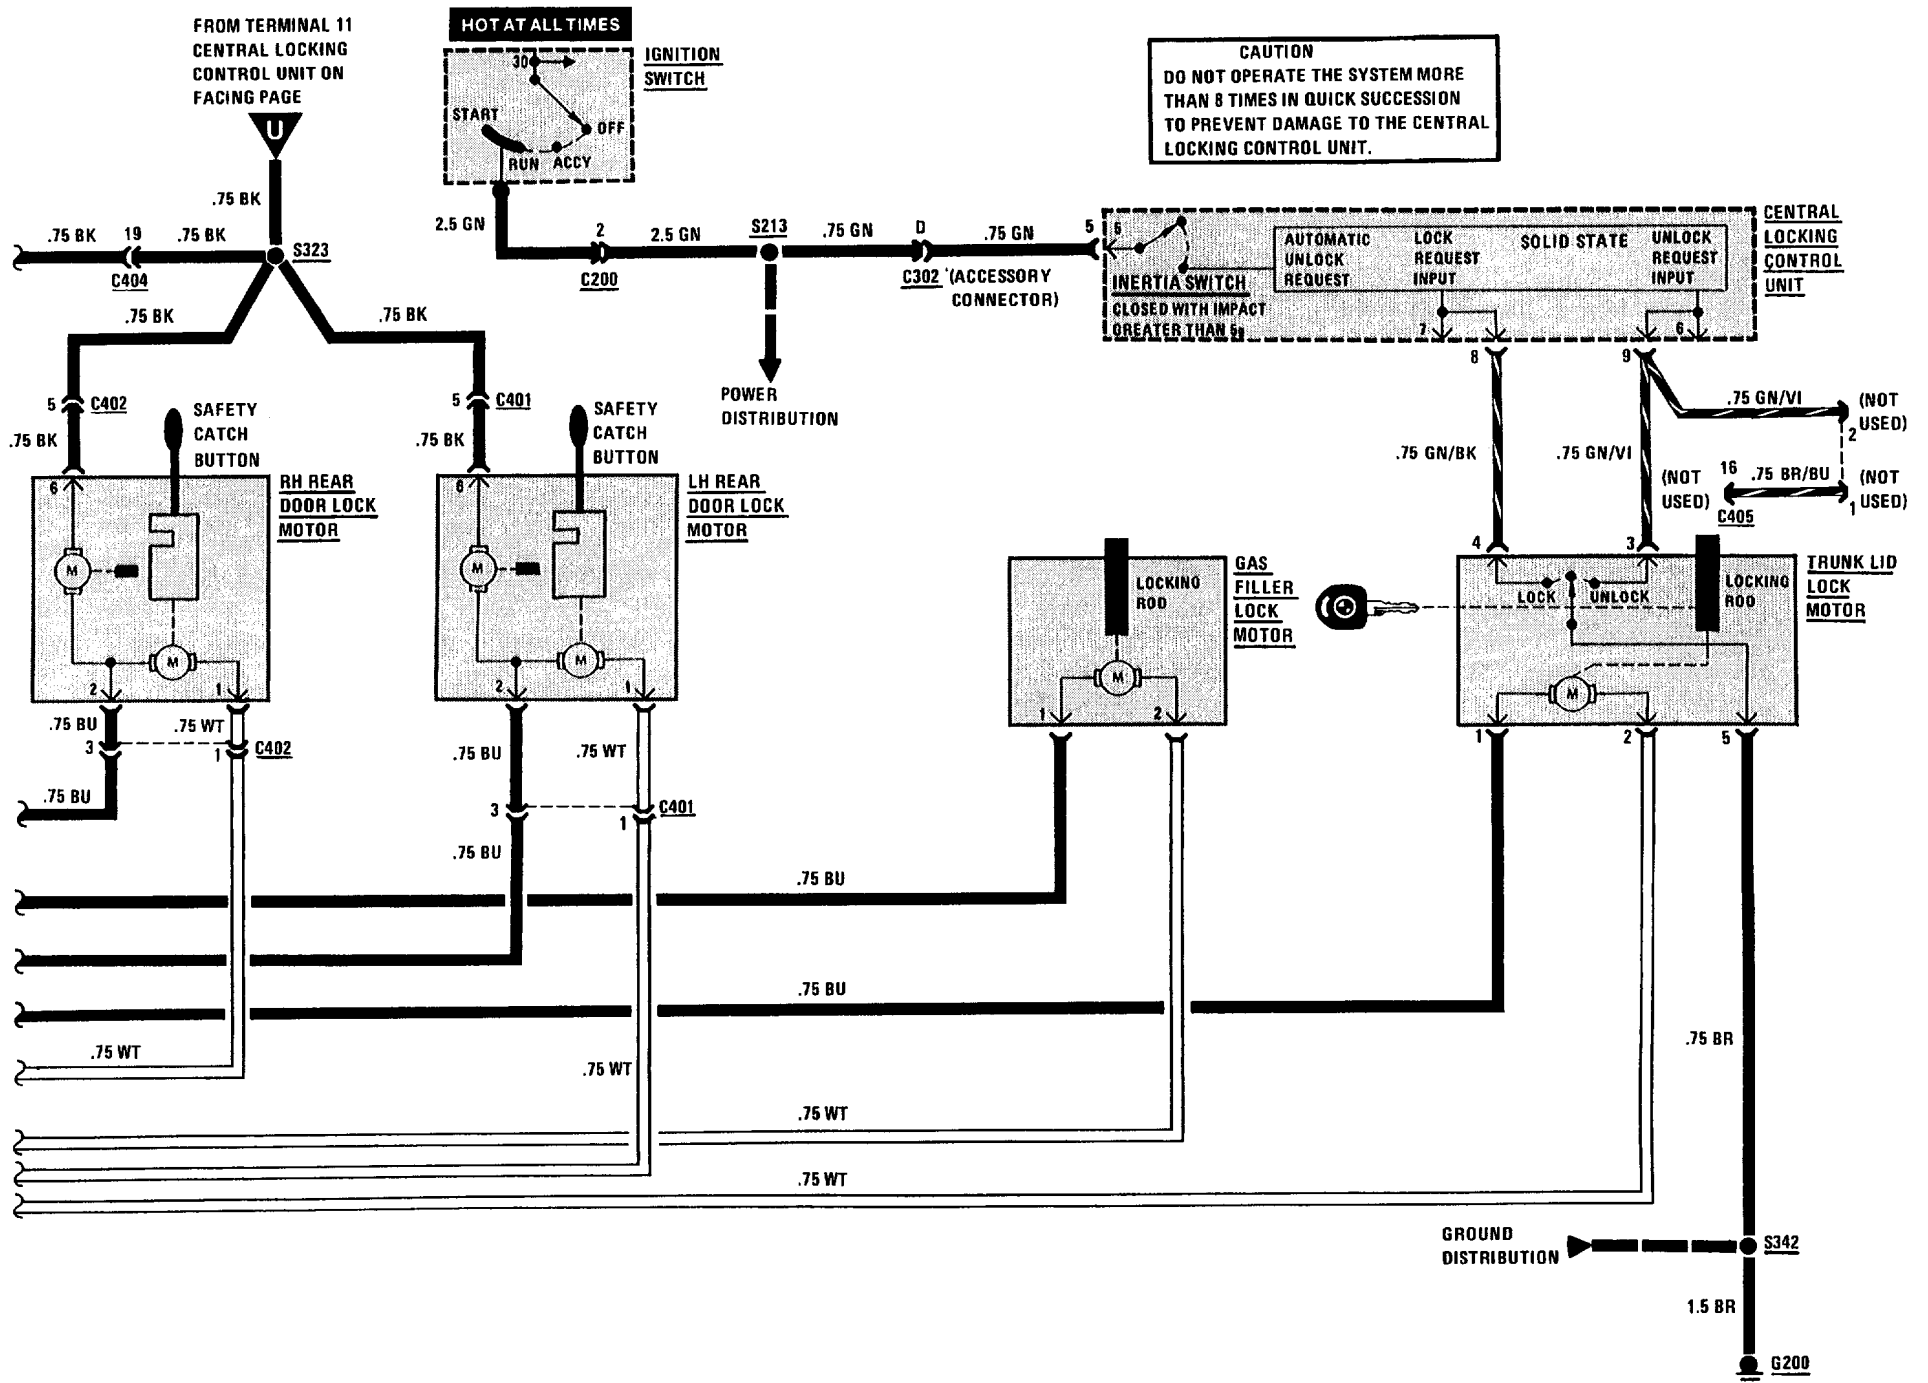 FROM TERMINAL 11
CENTRAL LOCKING
CONTROL UNIT ON
FACING PAGE
U
HOT AT ALL TIMES
IGNITION
SWITCH
30
START
OFF
RUN
ACCY
CAUTION
DO NOT OPERATE THE SYSTEM MORE
THAN 8 TIMES IN QUICK SUCCESSION
TO PREVENT DAMAGE TO THE CENTRAL
LOCKING CONTROL UNIT.
.75 BK
.75 BK
19
.75 BK
C404
S323
.75 BK
.75 BK
2.5 GN
2
C200
2.5 GN
S213
.75 GN
D
C302 (ACCESSORY
CONNECTOR)
.75 GN
5
POWER
DISTRIBUTION
6
INERTIA SWITCH
CLOSED WITH IMPACT
GREATER THAN 5g
AUTOMATIC
UNLOCK
REQUEST
LOCK
REQUEST
INPUT
SOLID STATE
UNLOCK
REQUEST
INPUT
7
6
CENTRAL
LOCKING
CONTROL
UNIT
8
9
.75 GN/BK
.75 GN/VI
.75 GN/VI
2
(NOT
USED)
(NOT
USED)
16
.75 BR/BU
C405
1
(NOT
USED)
5
C402
.75 BK
SAFETY
CATCH
BUTTON
5
C401
.75 BK
SAFETY
CATCH
BUTTON
6
RH REAR
DOOR LOCK
MOTOR
M
M
2
1
6
LH REAR
DOOR LOCK
MOTOR
M
M
2
1
LOCKING
ROD
GAS
FILLER
LOCK
MOTOR
M
1
2
4
3
LOCK
UNLOCK
LOCKING
ROD
TRUNK LID
LOCK
MOTOR
M
1
2
5
.75 BU
.75 WT
3
1
C402
.75 BU
.75 BU
.75 WT
3
1
C401
.75 BU
.75 BU
.75 BU
.75 WT
.75 WT
.75 WT
.75 WT
.75 BR
GROUND
DISTRIBUTION
S342
1.5 BR
G200